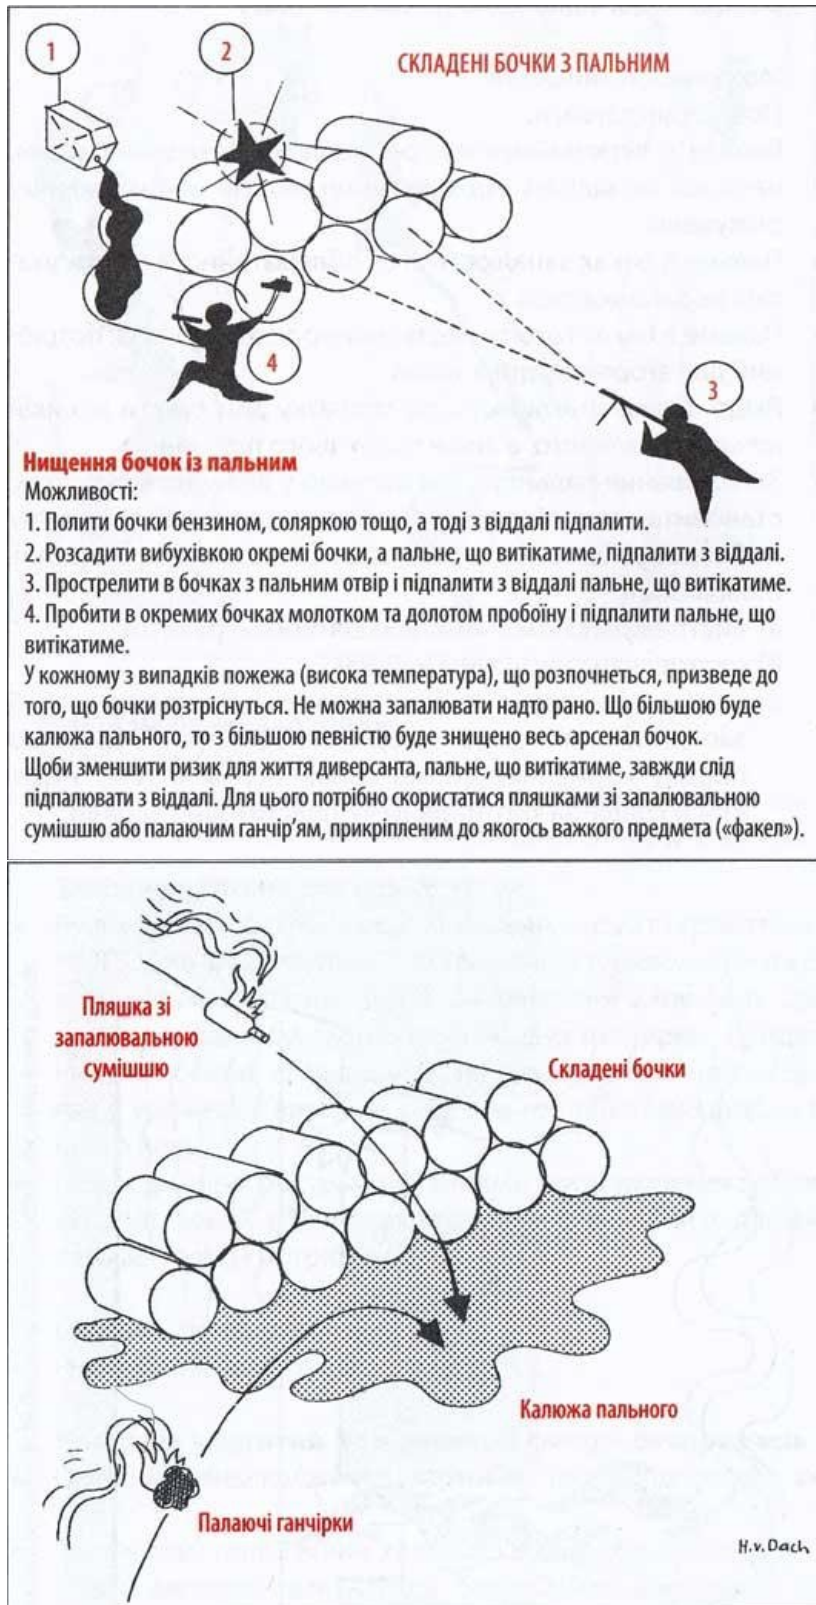 1
2
СКЛАДЕНІ БОЧКИ З ПАЛЬНИМ
4
3
Нищення бочок із пальним
Можливості:
1. Полити бочки бензином, соляркою тощо, а тоді з віддалі підпалити.
2. Розсадити вибухівкою окремі бочки, а пальне, що витікатиме, підпалити з віддалі.
3. Прострелити в бочках з пальним отвір і підпалити з віддалі пальне, що витікатиме.
4. Пробити в окремих бочках молотком та долотом пробоїну і підпалити пальне, що
витікатиме.
У кожному з випадків пожежа (висока температура), що розпочнеться, призведе до
того, що бочки розтріснуться. Не можна запалювати надто рано. Що більшою буде
калюжа пального, то з більшою певністю буде знищено весь арсенал бочок.
Щоби зменшити ризик для життя диверсанта, пальне, що витікатиме, завжди слід
підпалювати з віддалі. Для цього потрібно скористатися пляшками зі запалювальною
сумішшю або палаючим ганчір’ям, прикріпленим до якогось важкого предмета («факел»).
Пляшка зі
запалювальною
сумішшю
Складені бочки
Калюжа пального
Палаючі ганчірки
H.v.Dach